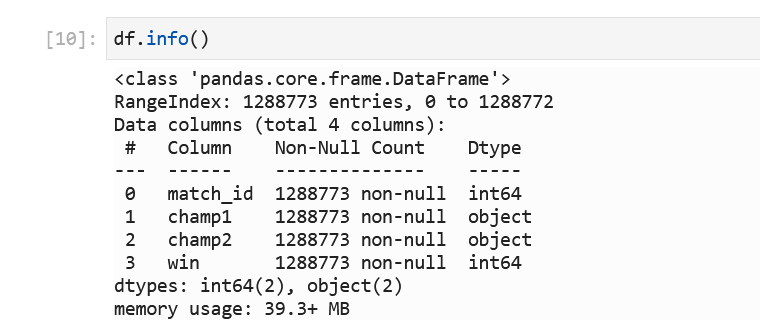 [10]: df.info()
<class 'pandas.core.frame.DataFrame'>
RangeIndex: 1288773 entries, 0 to 1288772
Data columns (total 4 columns):
 #   Column    Non-Null Count    Dtype
---  ------    --------------    -----
 0   match_id  1288773 non-null  int64
 1   champ1    1288773 non-null  object
 2   champ2    1288773 non-null  object
 3   win       1288773 non-null  int64
dtypes: int64(2), object(2)
memory usage: 39.3+ MB